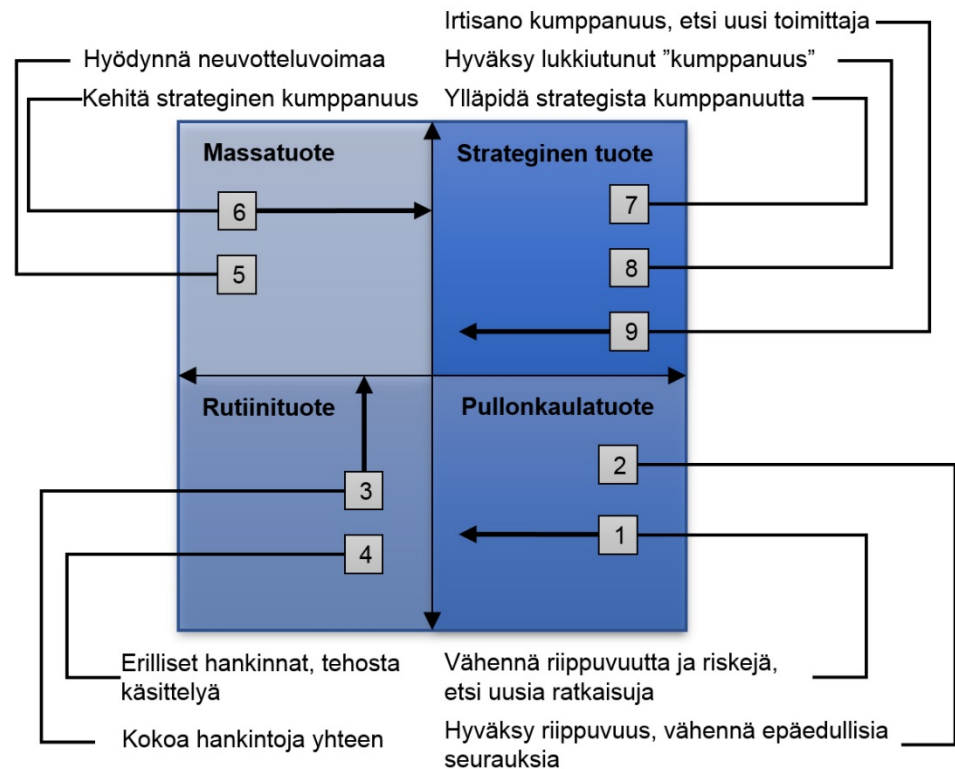 Irtisano kumppanuus, etsi uusi toimittaja
Hyödynnä neuvotteluvoimaa
Hyväksy lukkiutunut ”kumppanuus”
Kehitä strateginen kumppanuus
Ylläpidä strategista kumppanuutta
Massatuote
Strateginen tuote
6
7
5
8
9
Rutiinituote
Pullonkaulatuote
2
3
1
4
Erilliset hankinnat, tehosta
käsittelyä
Vähennä riippuvuutta ja riskejä,
etsi uusia ratkaisuja
Kokoa hankintoja yhteen
Hyväksy riippuvuus, vähennä epäedullisia
seurauksia